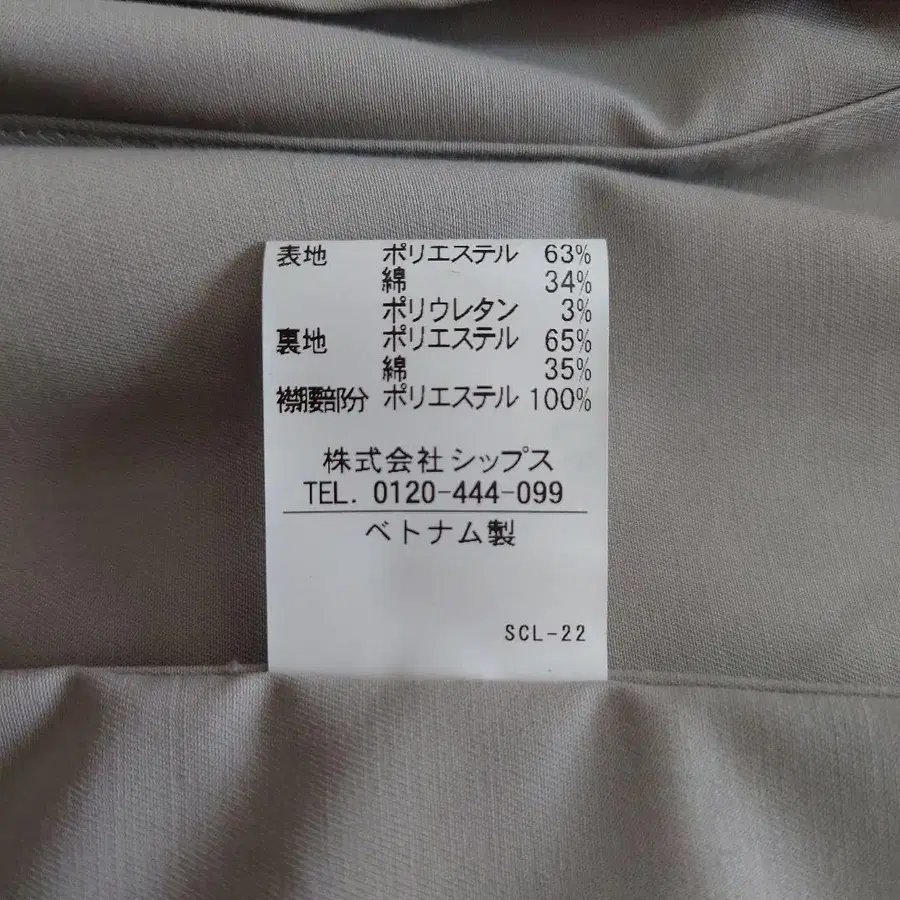 表地 ポリエステル 63%
綿 34%
ポリウレタン 3%
裏地 ポリエステル 65%
綿 35%
襟腰部分 ポリエステル 100%
株式会社シップス
TEL. 0120-444-099
ベトナム製
SCL-22